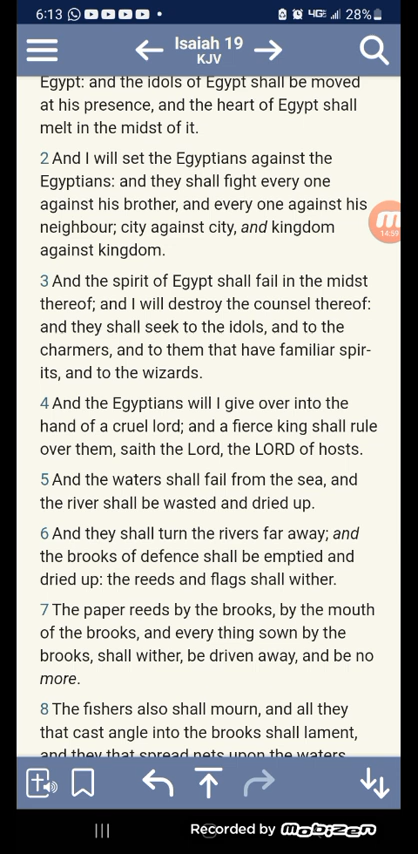 6:13 4GE 28%
Isaiah 19
KJV
Egypt: and the idols of Egypt shall be moved
at his presence, and the heart of Egypt shall
melt in the midst of it.
2 And I will set the Egyptians against the
Egyptians: and they shall fight every one
against his brother, and every one against his
neighbour; city against city, and kingdom
against kingdom.
14:59
3 And the spirit of Egypt shall fail in the midst
thereof; and I will destroy the counsel thereof:
and they shall seek to the idols, and to the
charmers, and to them that have familiar spir-
its, and to the wizards.
4 And the Egyptians will I give over into the
hand of a cruel lord; and a fierce king shall rule
over them, saith the Lord, the LORD of hosts.
5 And the waters shall fail from the sea, and
the river shall be wasted and dried up.
6 And they shall turn the rivers far away; and
the brooks of defence shall be emptied and
dried up: the reeds and flags shall wither.
7 The paper reeds by the brooks, by the mouth
of the brooks, and every thing sown by the
brooks, shall wither, be driven away, and be no
more.
8 The fishers also shall mourn, and all they
that cast angle into the brooks shall lament,
and they that spread nets upon the waters
Recorded by mobizen